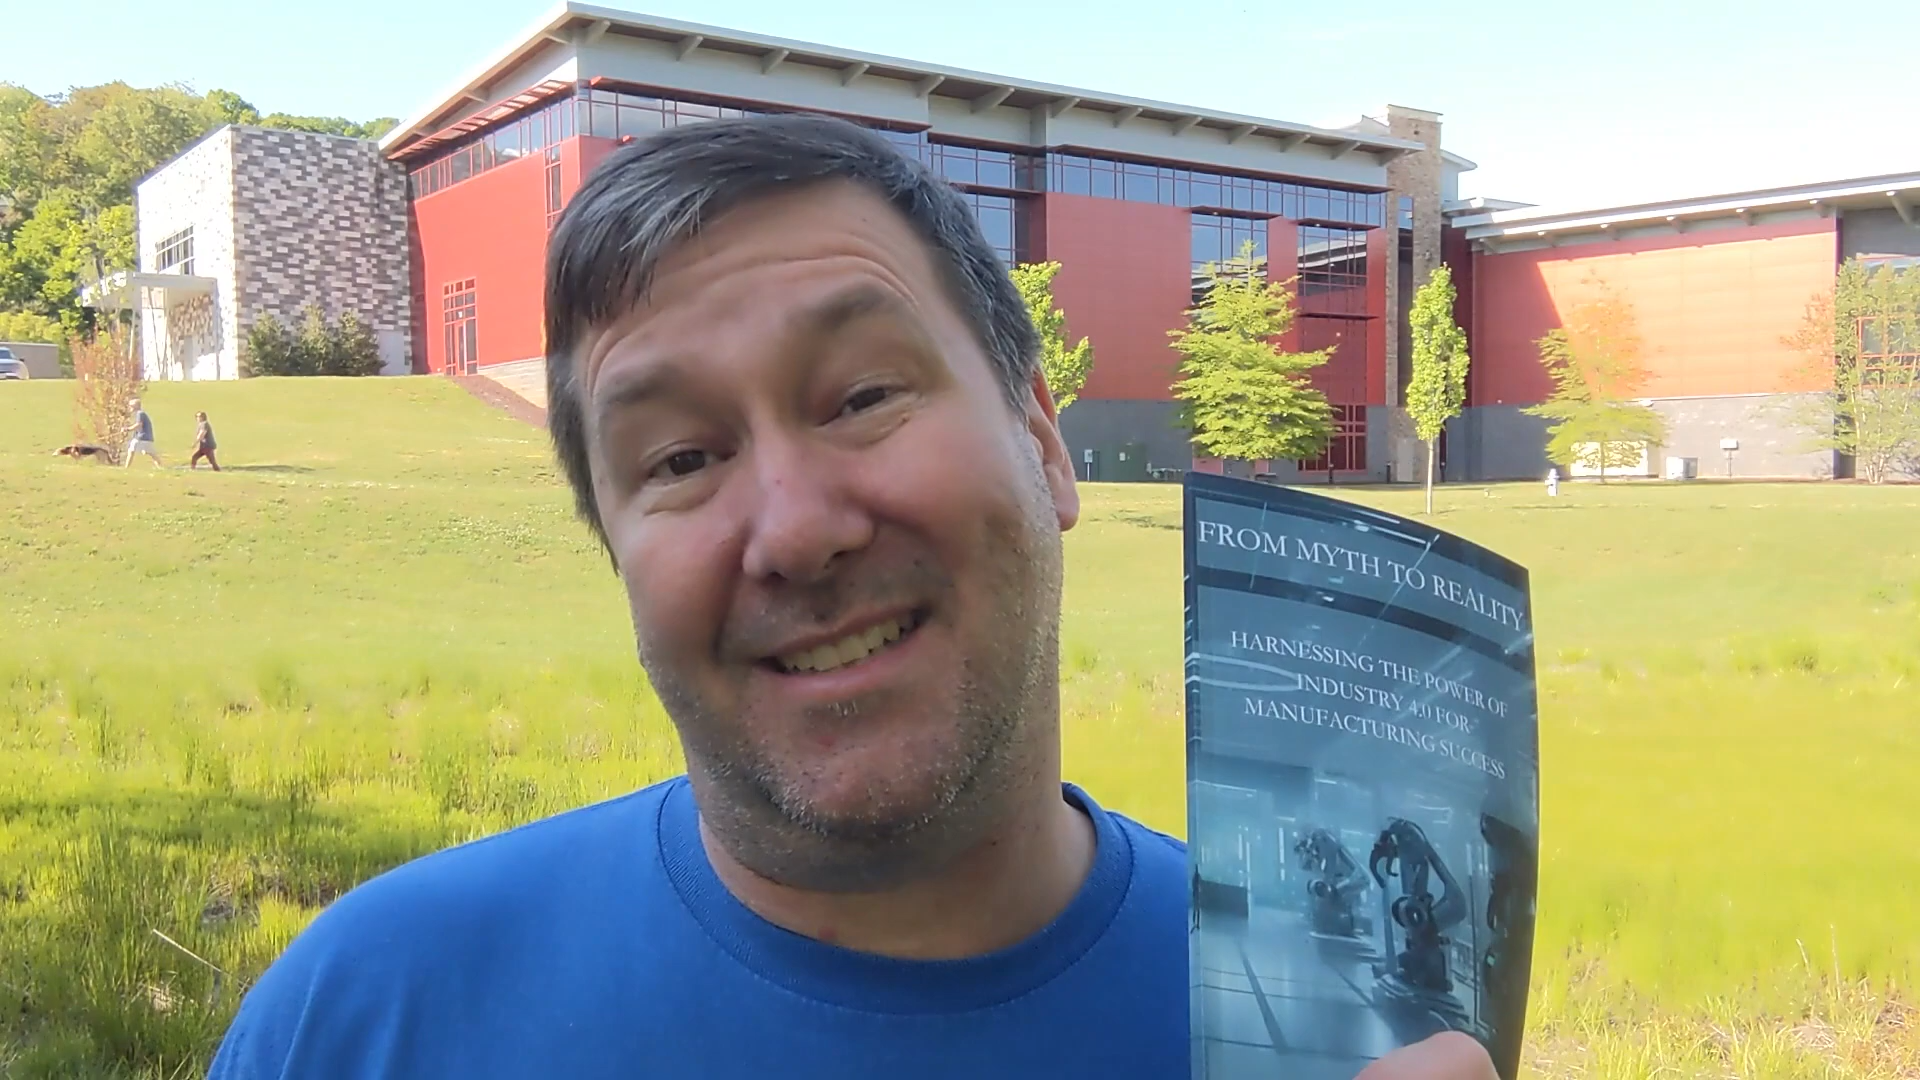 FROM MYTH TO REALITY
HARNESSING THE POWER OF
INDUSTRY 4.0 FOR
MANUFACTURING SUCCESS